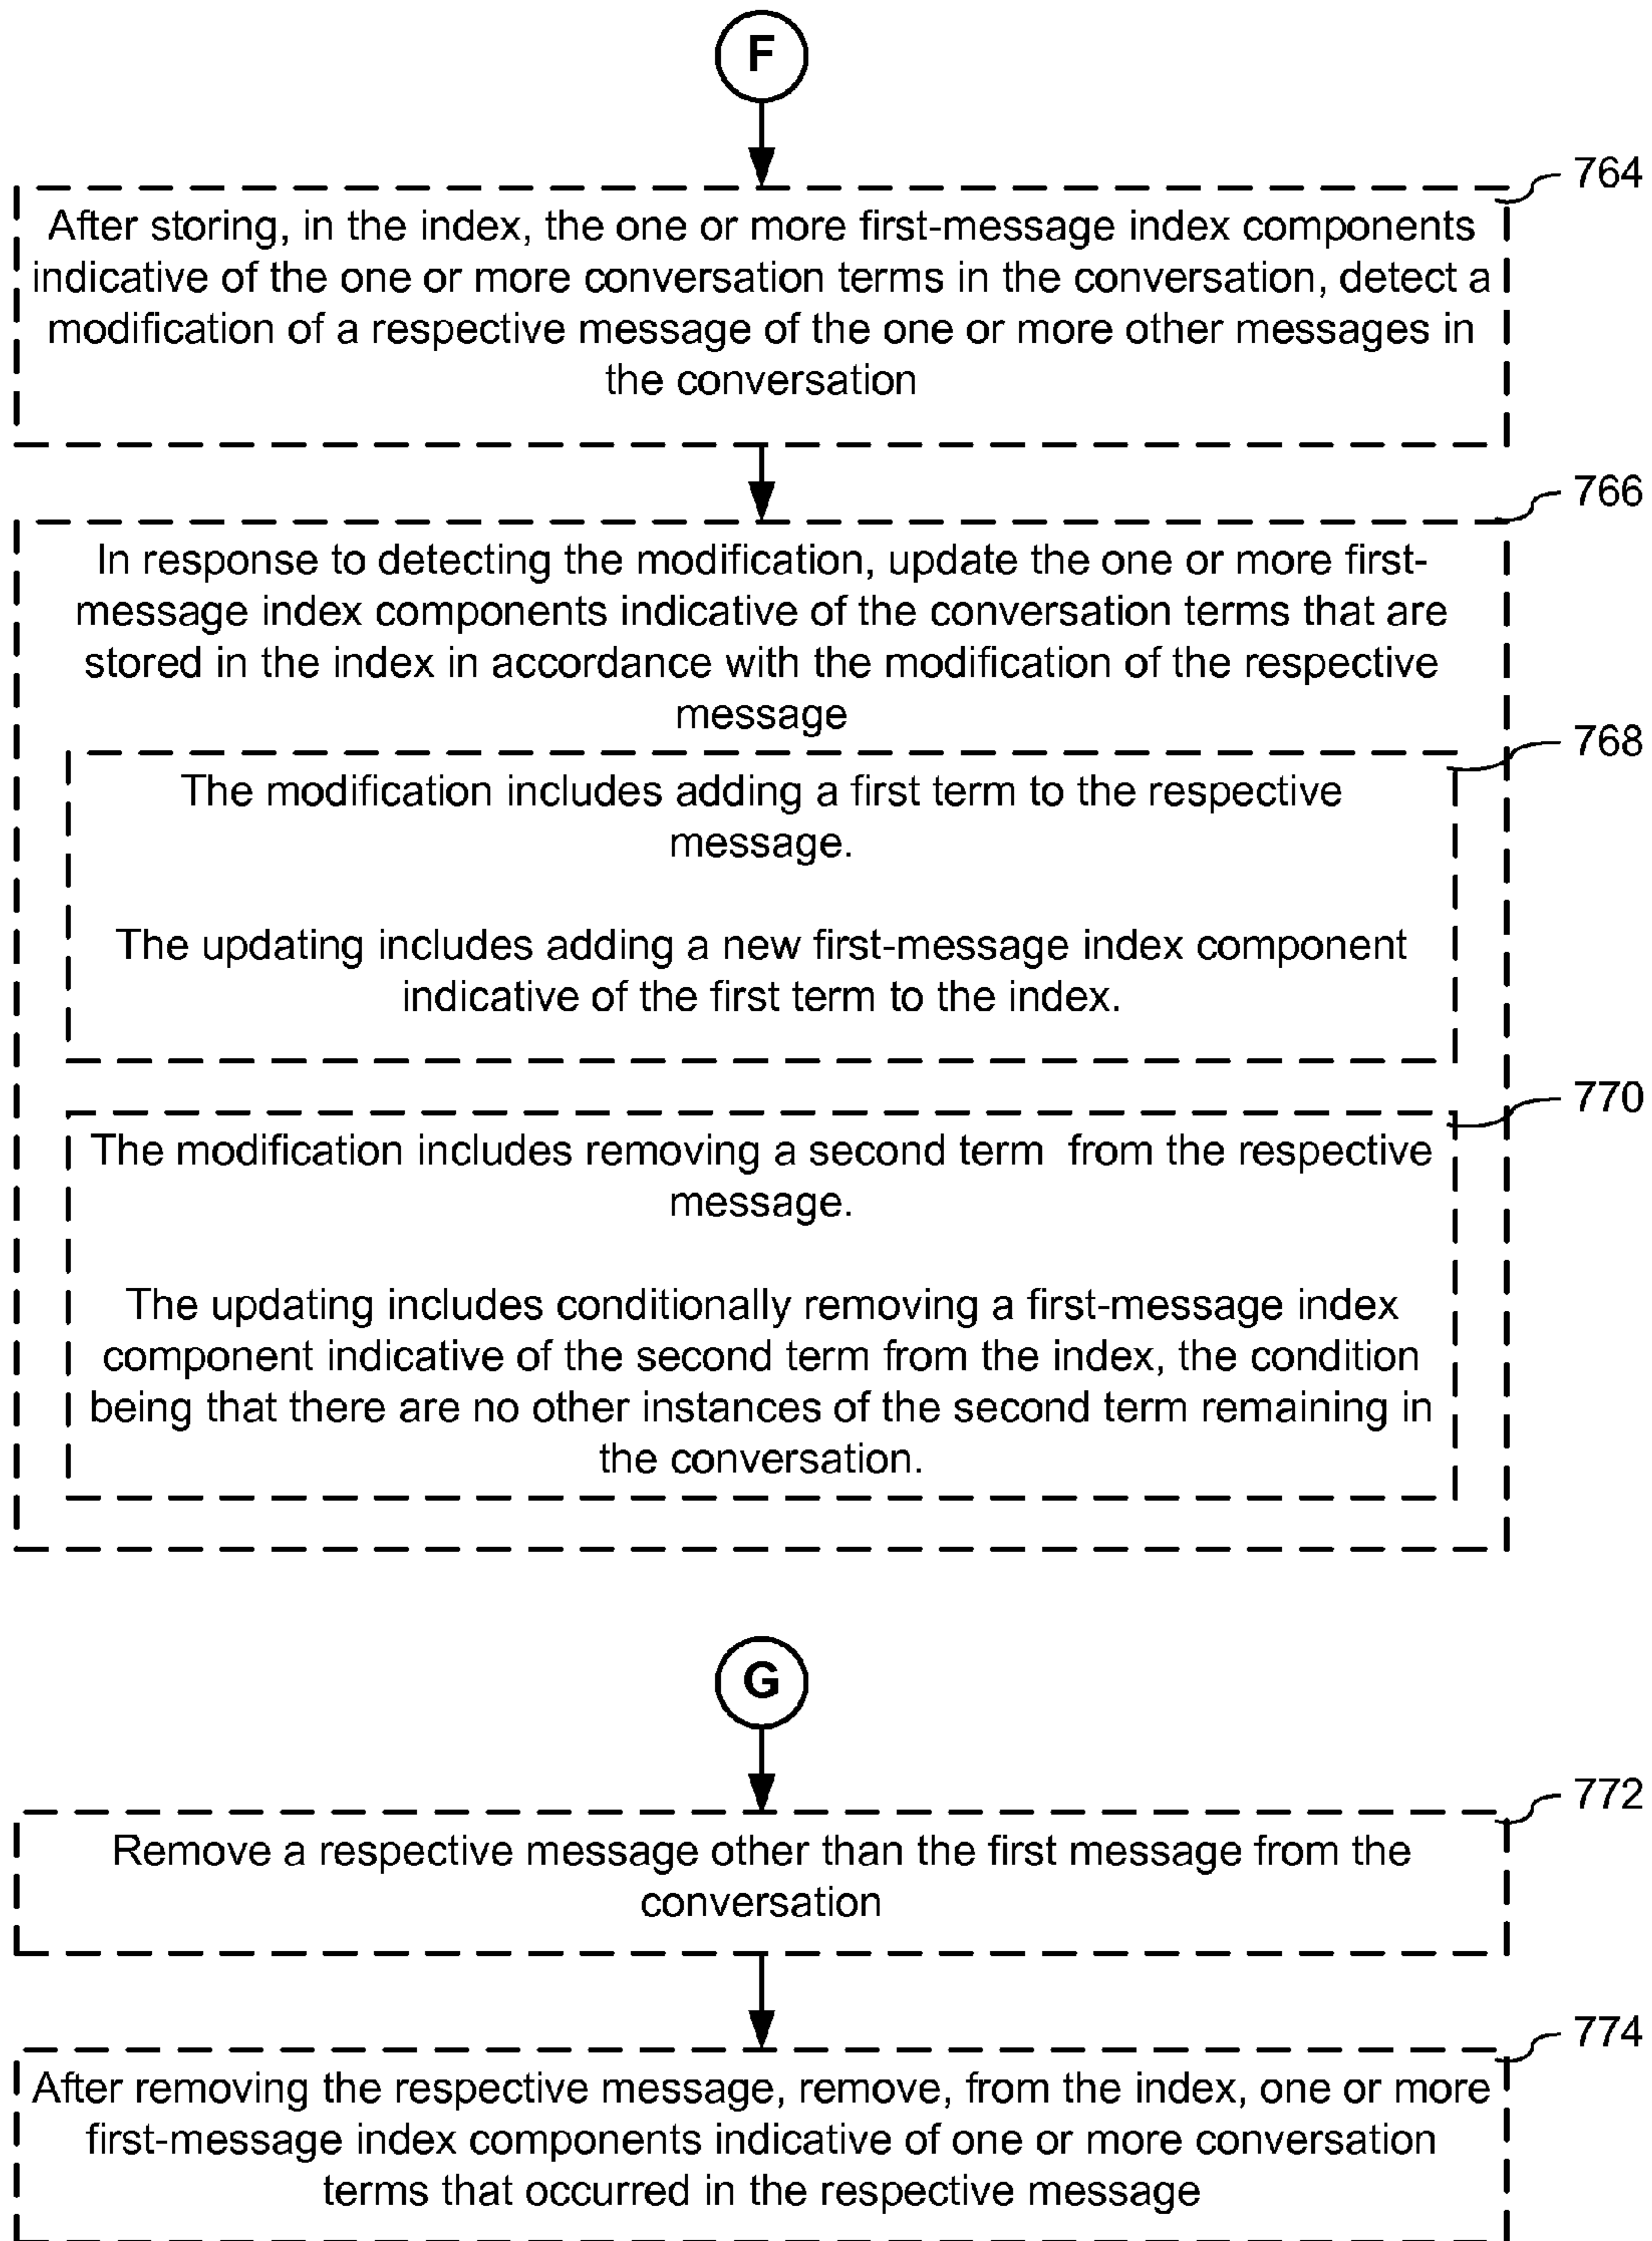 F
764
After storing, in the index, the one or more first-message index components
indicative of the one or more conversation terms in the conversation, detect a
modification of a respective message of the one or more other messages in
the conversation
766
In response to detecting the modification, update the one or more first-
message index components indicative of the conversation terms that are
stored in the index in accordance with the modification of the respective
message
768
The modification includes adding a first term to the respective
message.
The updating includes adding a new first-message index component
indicative of the first term to the index.
770
The modification includes removing a second term from the respective
message.
The updating includes conditionally removing a first-message index
component indicative of the second term from the index, the condition
being that there are no other instances of the second term remaining in
the conversation.
G
772
Remove a respective message other than the first message from the
conversation
774
After removing the respective message, remove, from the index, one or more
first-message index components indicative of one or more conversation
terms that occurred in the respective message